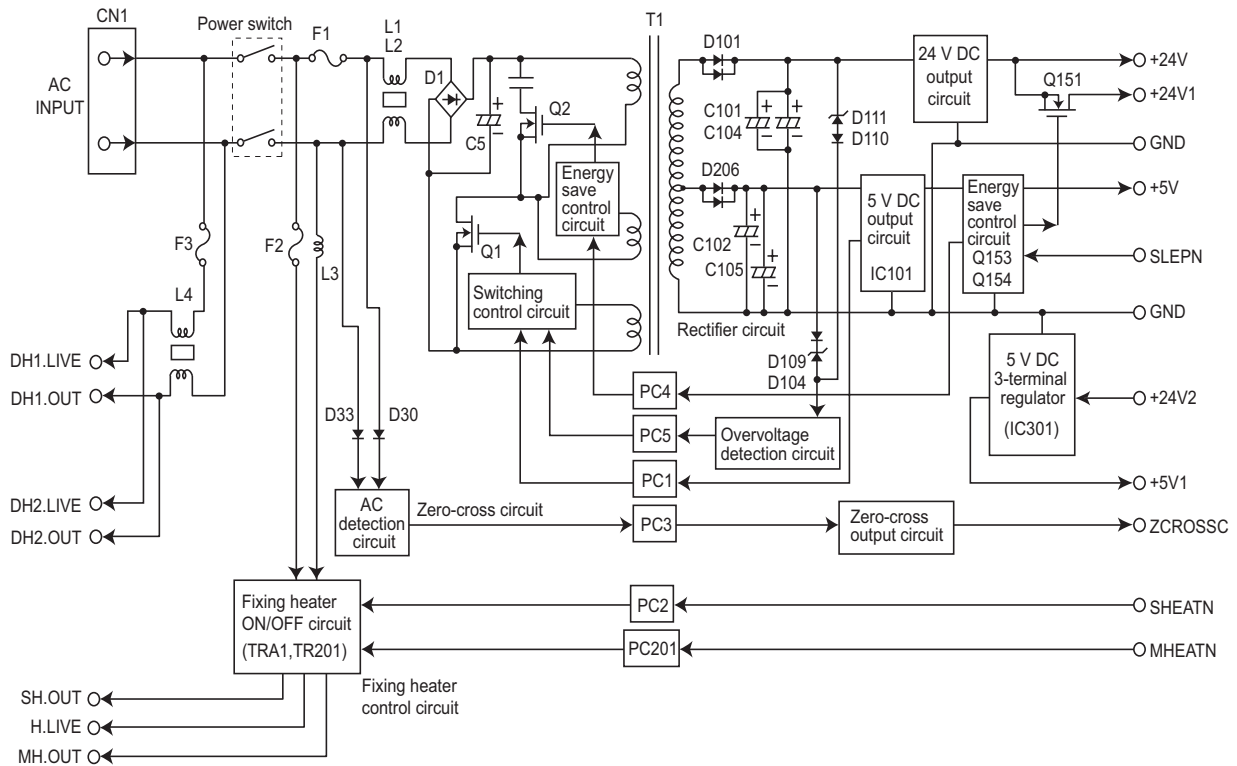 CN1
AC
INPUT
Power switch
F1
L1
L2
D1
C5
Q2
Energy
save
control
circuit
Q1
Switching
control circuit
T1
D101
C101
C104
D111
D110
D206
C102
C105
Rectifier circuit
24 V DC
output
circuit
5 V DC
output
circuit
IC101
Q151
Energy
save
control
circuit
Q153
Q154
+24V
+24V1
GND
+5V
SLEPN
GND
F3
F2
L3
L4
DH1.LIVE
DH1.OUT
DH2.LIVE
DH2.OUT
D33
D30
D109
D104
5 V DC
3-terminal
regulator
(IC301)
+24V2
+5V1
PC4
PC5
Overvoltage
detection circuit
PC1
AC
detection
circuit
Zero-cross circuit
PC3
Zero-cross
output circuit
ZCROSSC
Fixing heater
ON/OFF circuit
(TRA1,TR201)
PC2
SHEATN
PC201
MHEATN
Fixing heater
control circuit
SH.OUT
H.LIVE
MH.OUT